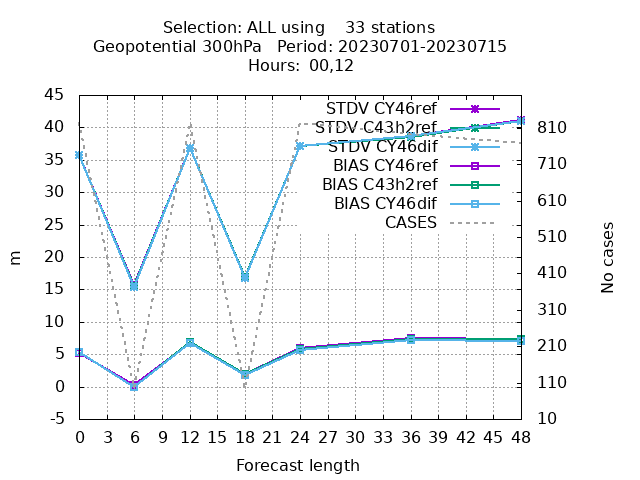 Selection: ALL using    33 stations
Geopotential 300hPa   Period: 20230701-20230715
Hours: 00,12
STDV CY46ref
STDV C43h2ref
STDV CY46dif
BIAS CY46ref
BIAS C43h2ref
BIAS CY46dif
CASES
45
40
35
30
25
20
15
10
5
0
-5
m
810
710
610
510
410
310
210
110
10
No cases
0 3 6 9 12 15 18 21 24 27 30 33 36 39 42 45 48
Forecast length